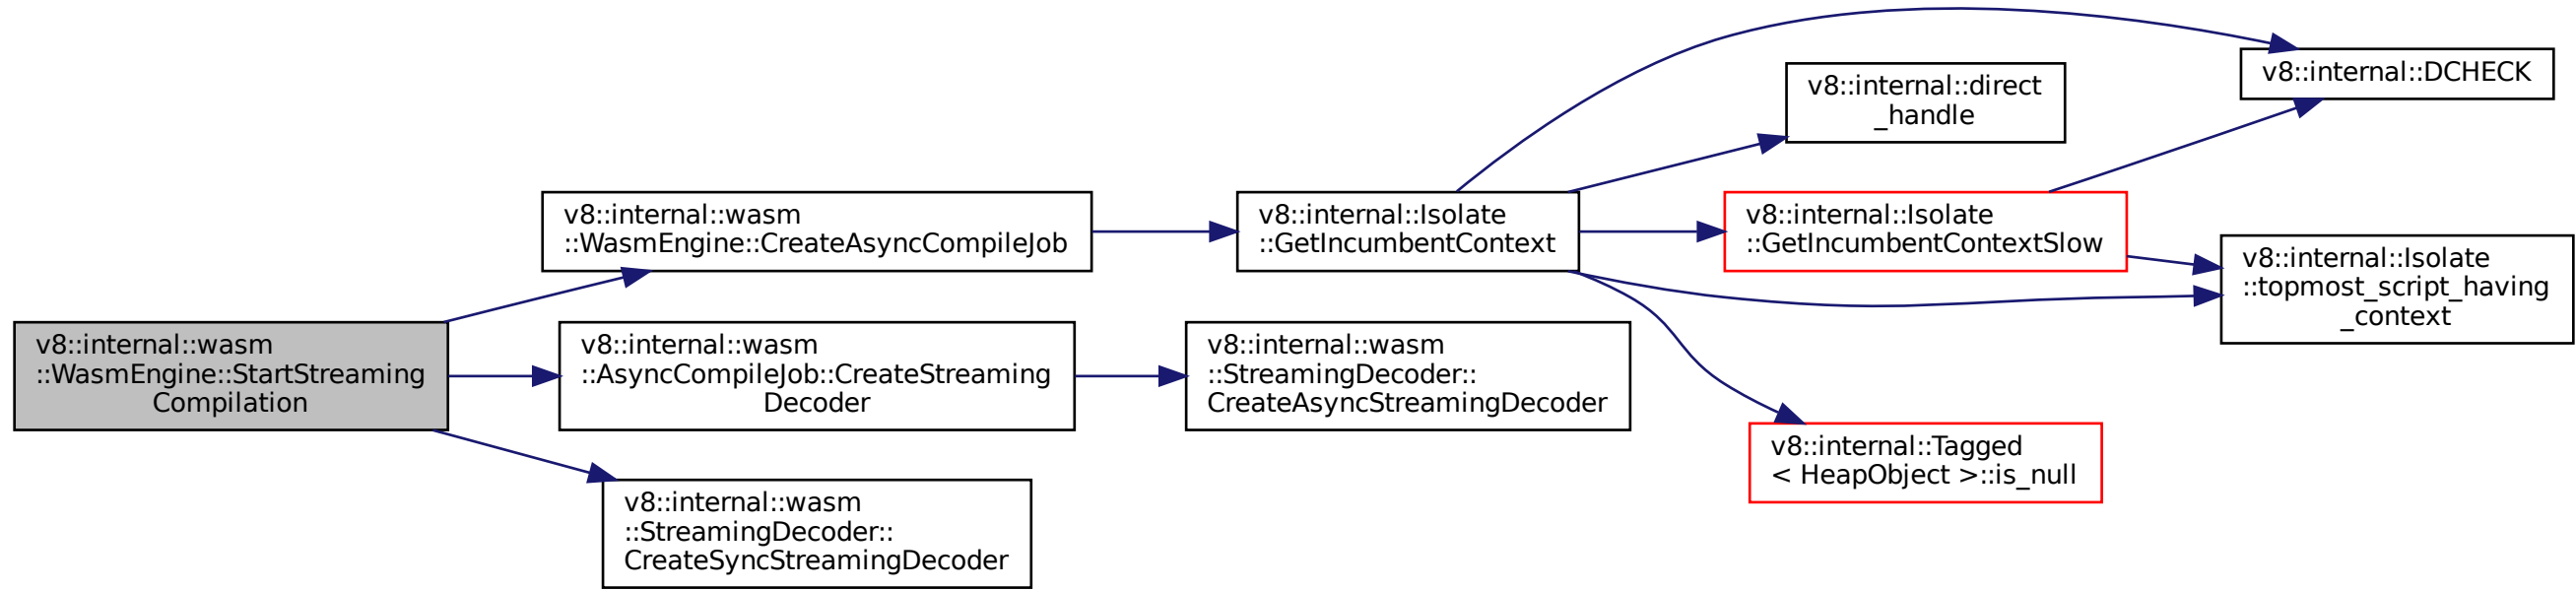 v8::internal::wasm
::WasmEngine::StartStreaming
Compilation
v8::internal::wasm
::WasmEngine::CreateAsyncCompileJob
v8::internal::wasm
::AsyncCompileJob::CreateStreaming
Decoder
v8::internal::wasm
::StreamingDecoder::
CreateSyncStreamingDecoder
v8::internal::Isolate
::GetIncumbentContext
v8::internal::wasm
::StreamingDecoder::
CreateAsyncStreamingDecoder
v8::internal::direct
_handle
v8::internal::Isolate
::GetIncumbentContextSlow
v8::internal::Tagged
< HeapObject >::is_null
v8::internal::DCHECK
v8::internal::Isolate
::topmost_script_having
_context